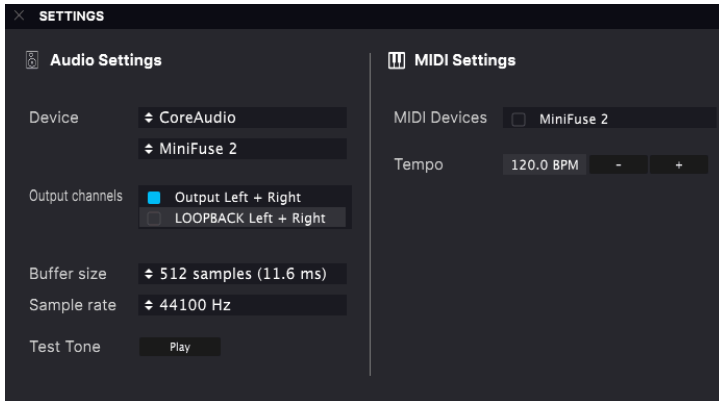 SETTINGS
Audio Settings
Device
CoreAudio
MiniFuse 2
Output channels
Output Left + Right
LOOPBACK Left + Right
Buffer size
512 samples (11.6 ms)
Sample rate
44100 Hz
Test Tone
Play
MIDI Settings
MIDI Devices
MiniFuse 2
Tempo
120.0 BPM - +